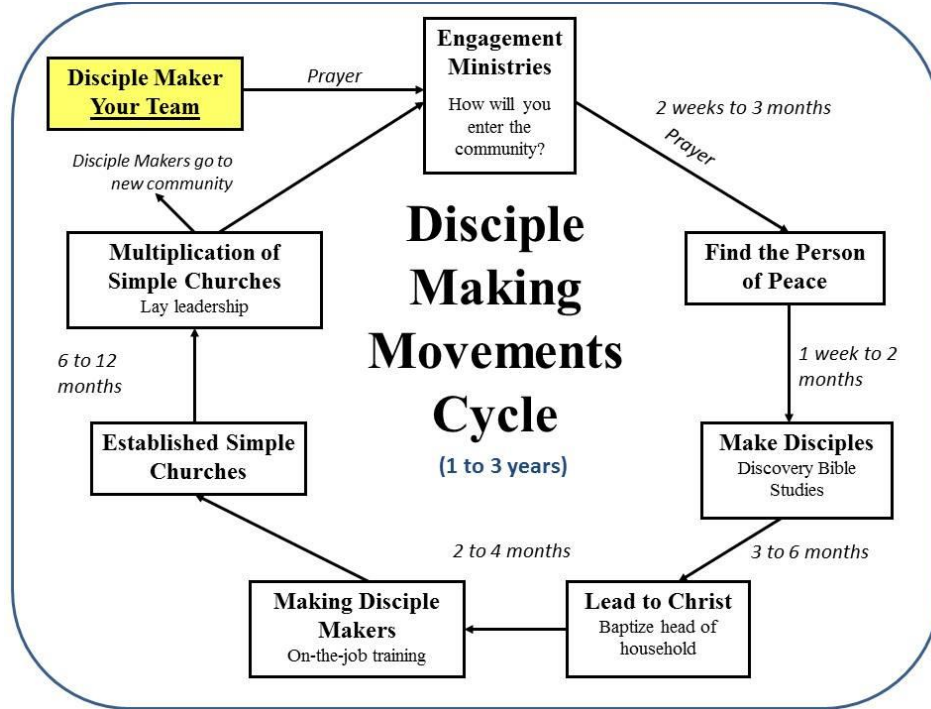 Disciple Maker
Your Team
Prayer
Engagement
Ministries
How will you
enter the
community?
2 weeks to 3 months
Prayer
Find the Person
of Peace
1 week to 2
months
Make Disciples
Discovery Bible
Studies
3 to 6 months
Lead to Christ
Baptize head of
household
2 to 4 months
Making Disciple
Makers
On-the-job training
Established Simple
Churches
6 to 12
months
Multiplication of
Simple Churches
Lay leadership
Disciple Makers go to
new community
Disciple
Making
Movements
Cycle
(1 to 3 years)